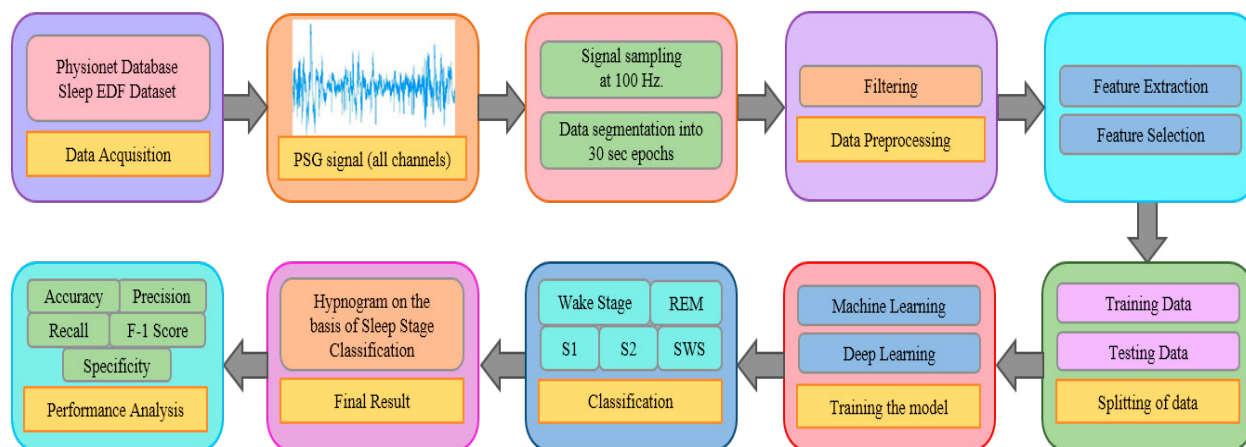 Physionet Database
Sleep EDF Dataset
Data Acquisition
PSG signal (all channels)
Signal sampling
at 100 Hz.
Data segmentation into
30 sec epochs
Filtering
Data Preprocessing
Feature Extraction
Feature Selection
Training Data
Testing Data
Splitting of data
Machine Learning
Deep Learning
Training the model
Wake Stage
REM
S1
S2
SWS
Classification
Hypnogram on the
basis of Sleep Stage
Classification
Final Result
Accuracy
Precision
Recall
F-1 Score
Specificity
Performance Analysis